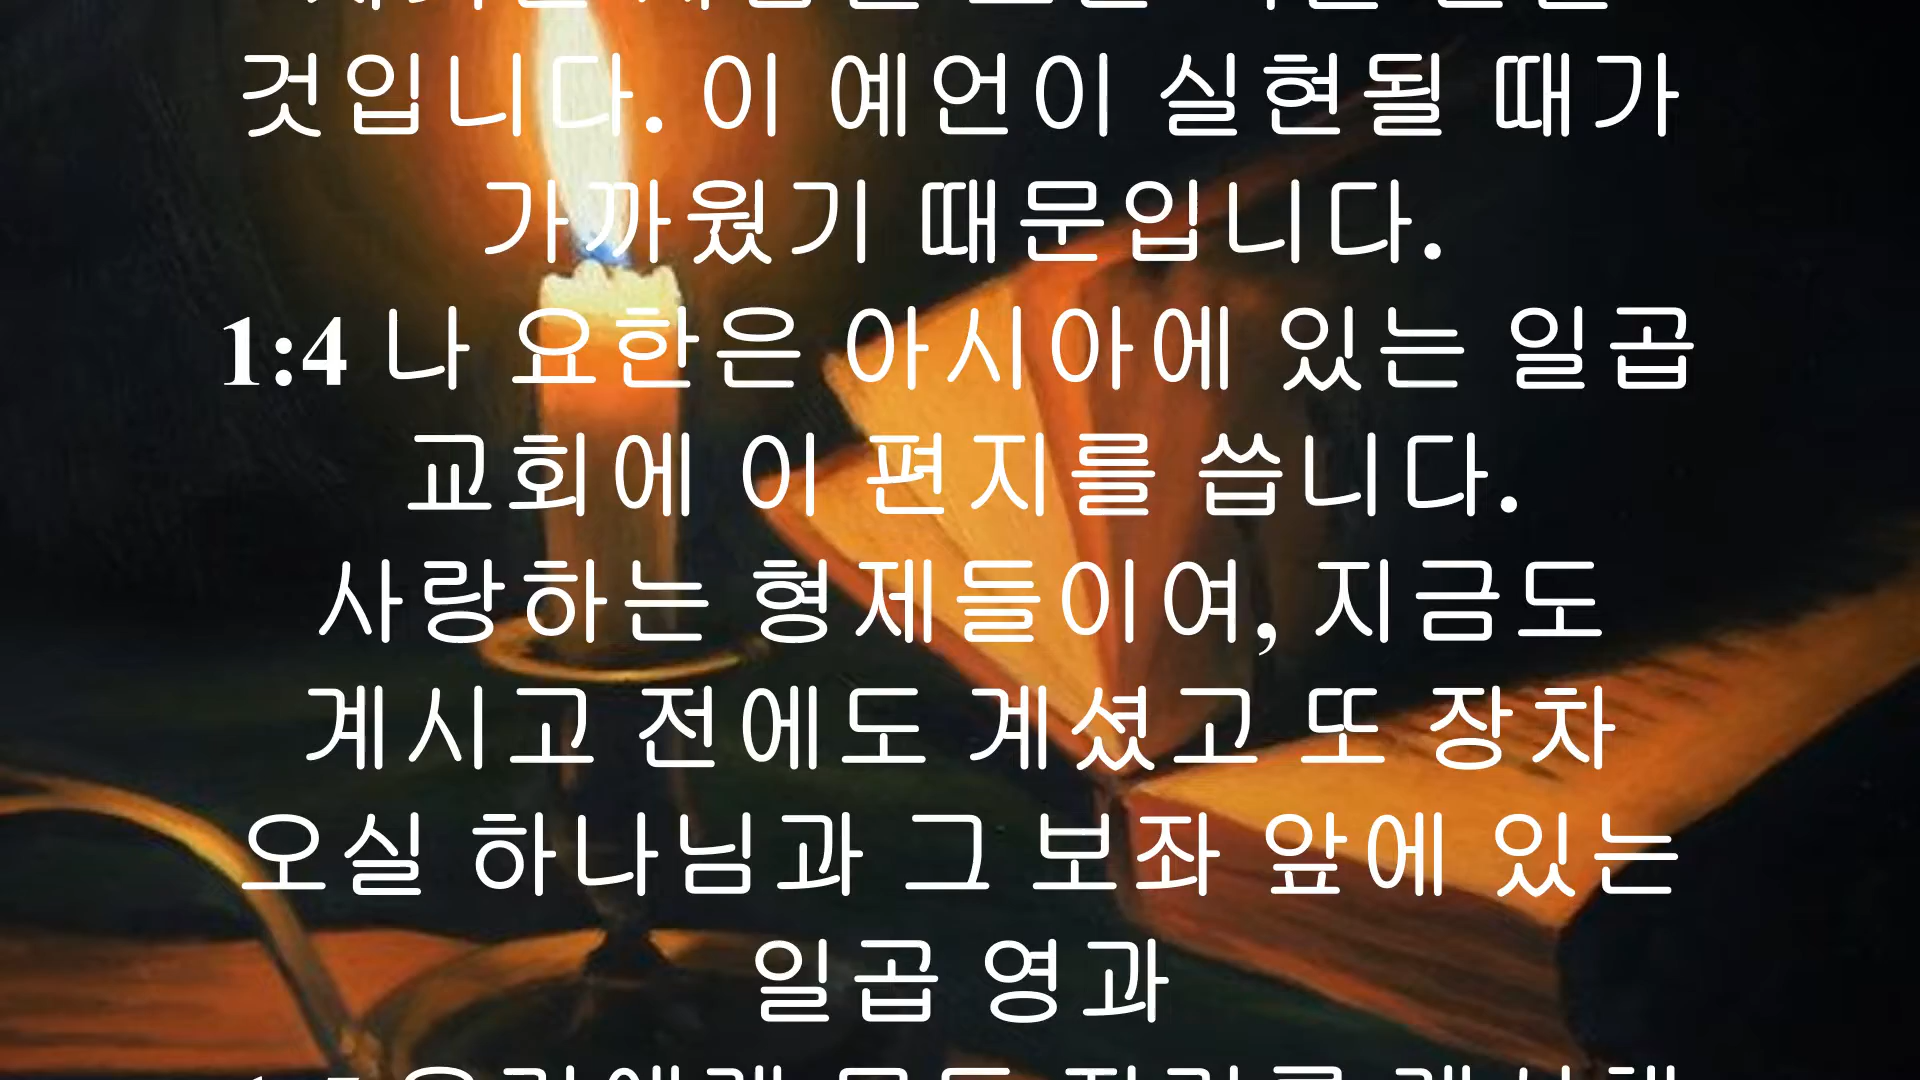 것입니다. 이 예언이 실현될 때가
가까웠기 때문입니다.
1:4 나 요한은 아시아에 있는 일곱
교회에 이 편지를 씁니다.
사랑하는 형제들이여, 지금도
계시고 전에도 계셨고 또 장차
오실 하나님과 그 보좌 앞에 있는
일곱 영과